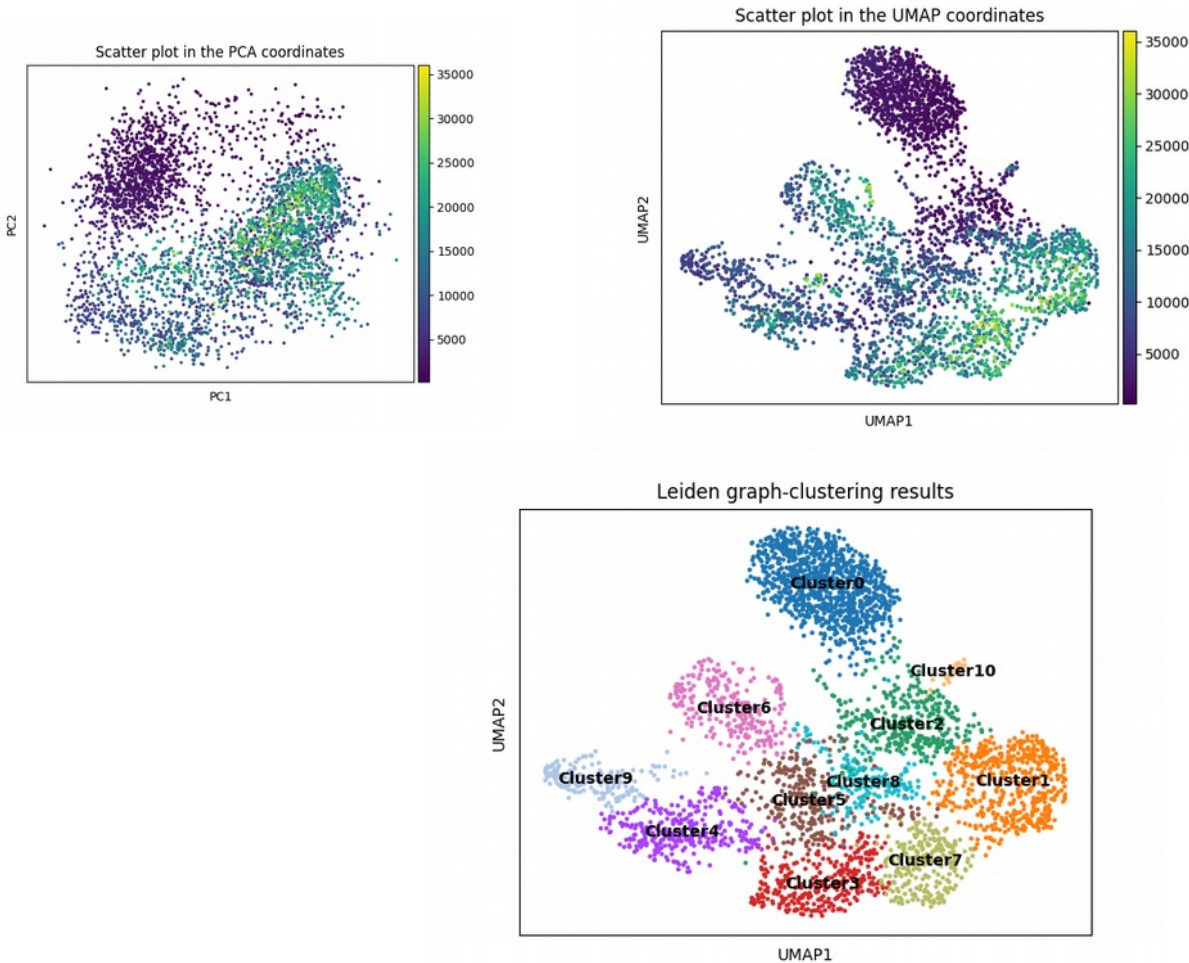 Scatter plot in the PCA coordinates
35000
30000
25000
20000
15000
10000
5000
PC2
PC1
Scatter plot in the UMAP coordinates
35000
30000
25000
20000
15000
10000
5000
UMAP2
UMAP1
Leiden graph-clustering results
Cluster0
Cluster10
Cluster6
Cluster2
Cluster9
Cluster8
Cluster1
Cluster5
Cluster4
Cluster7
Cluster3
UMAP2
UMAP1